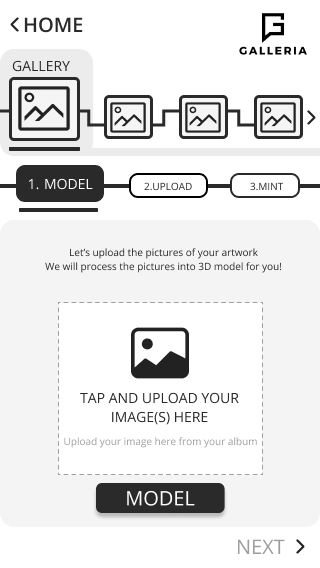 HOME
GALLERIA
GALLERY
1. MODEL
2.UPLOAD
3.MINT
Let's upload the pictures of your artwork
We will process the pictures into 3D model for you!
TAP AND UPLOAD YOUR
IMAGE(S) HERE
Upload your image here from your album
MODEL
NEXT